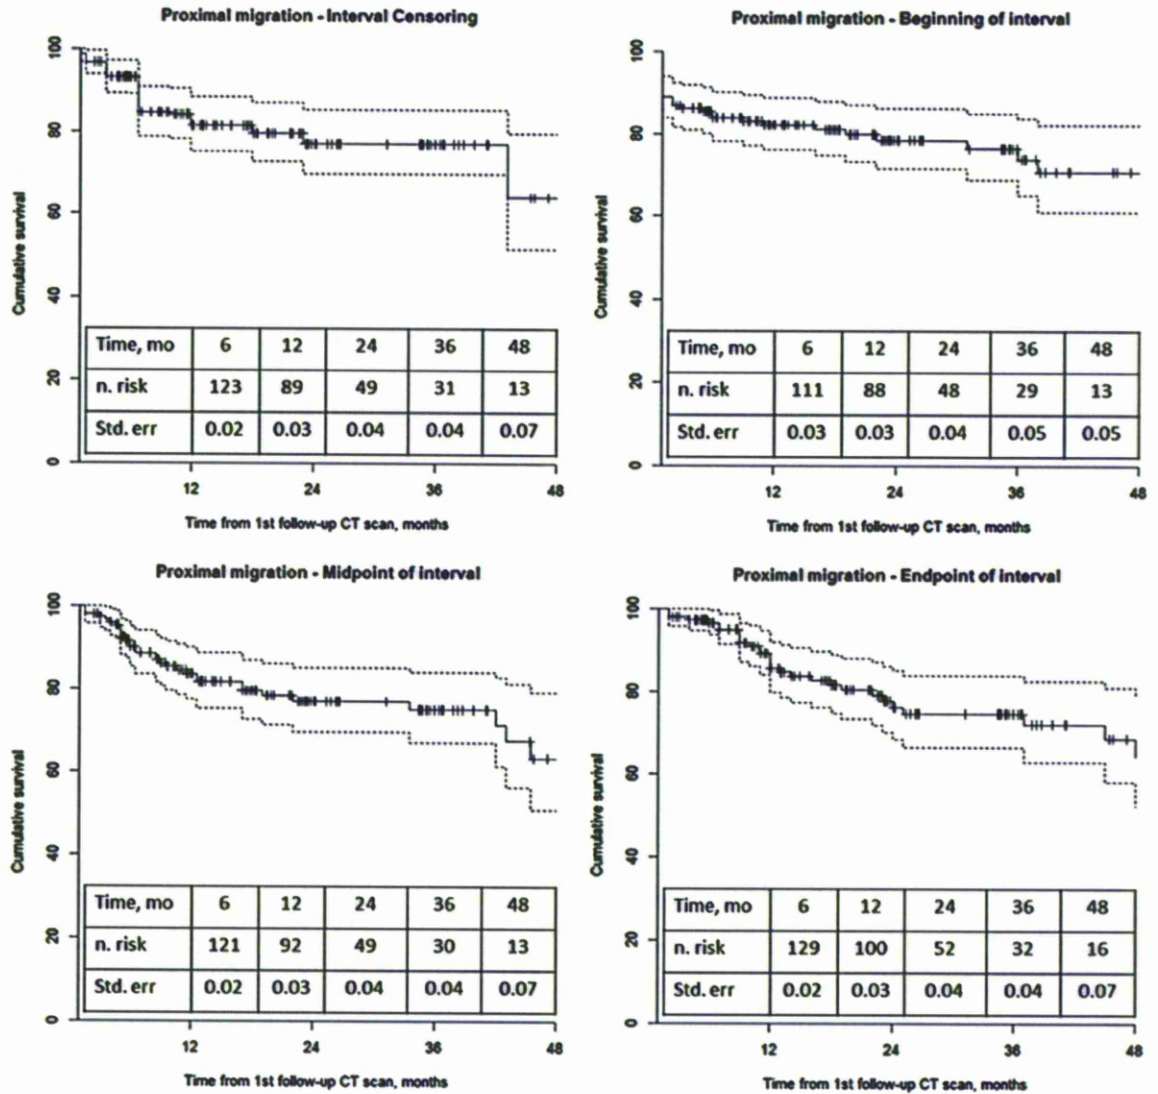 Proximal migration - Interval Censoring
Cumulative survival
100
80
60
40
20
0
Time, mo 6 12 24 36 48
n. risk 123 89 49 31 13
Std. err 0.02 0.03 0.04 0.04 0.07
12 24 36 48
Time from 1st follow-up CT scan, months
Proximal migration - Beginning of interval
Cumulative survival
100
80
60
40
20
0
Time, mo 6 12 24 36 48
n. risk 111 88 48 29 13
Std. err 0.03 0.03 0.04 0.05 0.05
12 24 36 48
Time from 1st follow-up CT scan, months
Proximal migration - Midpoint of interval
Cumulative survival
100
80
60
40
20
0
Time, mo 6 12 24 36 48
n. risk 121 92 49 30 13
Std. err 0.02 0.03 0.04 0.04 0.07
12 24 36 48
Time from 1st follow-up CT scan, months
Proximal migration - Endpoint of interval
Cumulative survival
100
80
60
40
20
0
Time, mo 6 12 24 36 48
n. risk 129 100 52 32 16
Std. err 0.02 0.03 0.04 0.04 0.07
12 24 36 48
Time from 1st follow-up CT scan, months